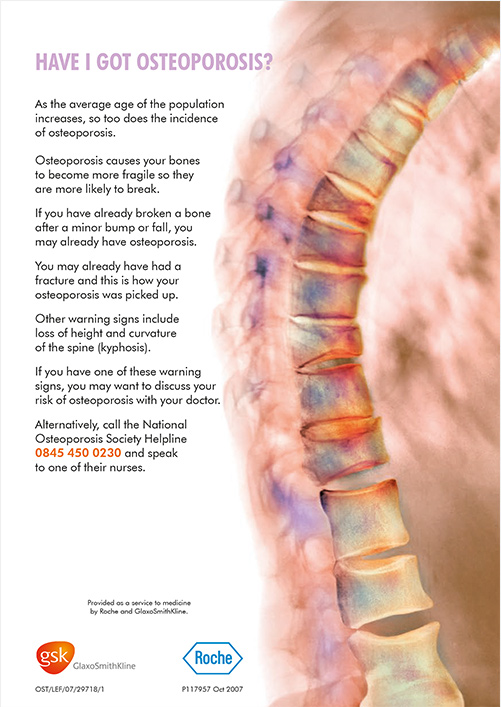 HAVE I GOT OSTEOPOROSIS?
As the average age of the population
increases, so too does the incidence
of osteoporosis.
Osteoporosis causes your bones
to become more fragile so they
are more likely to break.
If you have already broken a bone
after a minor bump or fall, you
may already have osteoporosis.
You may already have had a
fracture and this is how your
osteoporosis was picked up.
Other warning signs include
loss of height and curvature
of the spine (kyphosis).
If you have one of these warning
signs, you may want to discuss your
risk of osteoporosis with your doctor.
Alternatively, call the National
Osteoporosis Society Helpline
0845 450 0230 and speak
to one of their nurses.
Provided as a service to medicine
by Roche and GlaxoSmithKline.
gsk GlaxoSmithKline
Roche
OST/LEF/07/29718/1
P117957 Oct 2007